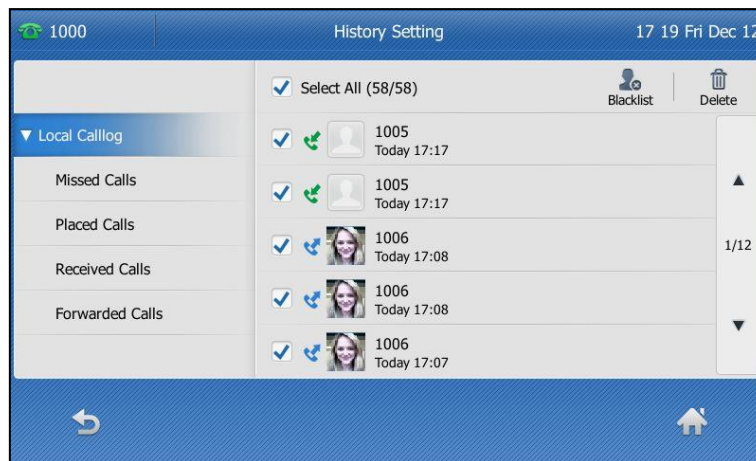 1000 History Setting 17 19 Fri Dec 12
Select All (58/58) Blacklist Delete
Local Calllog
Missed Calls
Placed Calls
Received Calls
Forwarded Calls
1005
Today 17:17
1005
Today 17:17
1006
Today 17:08
1006
Today 17:08
1006
Today 17:07
1/12